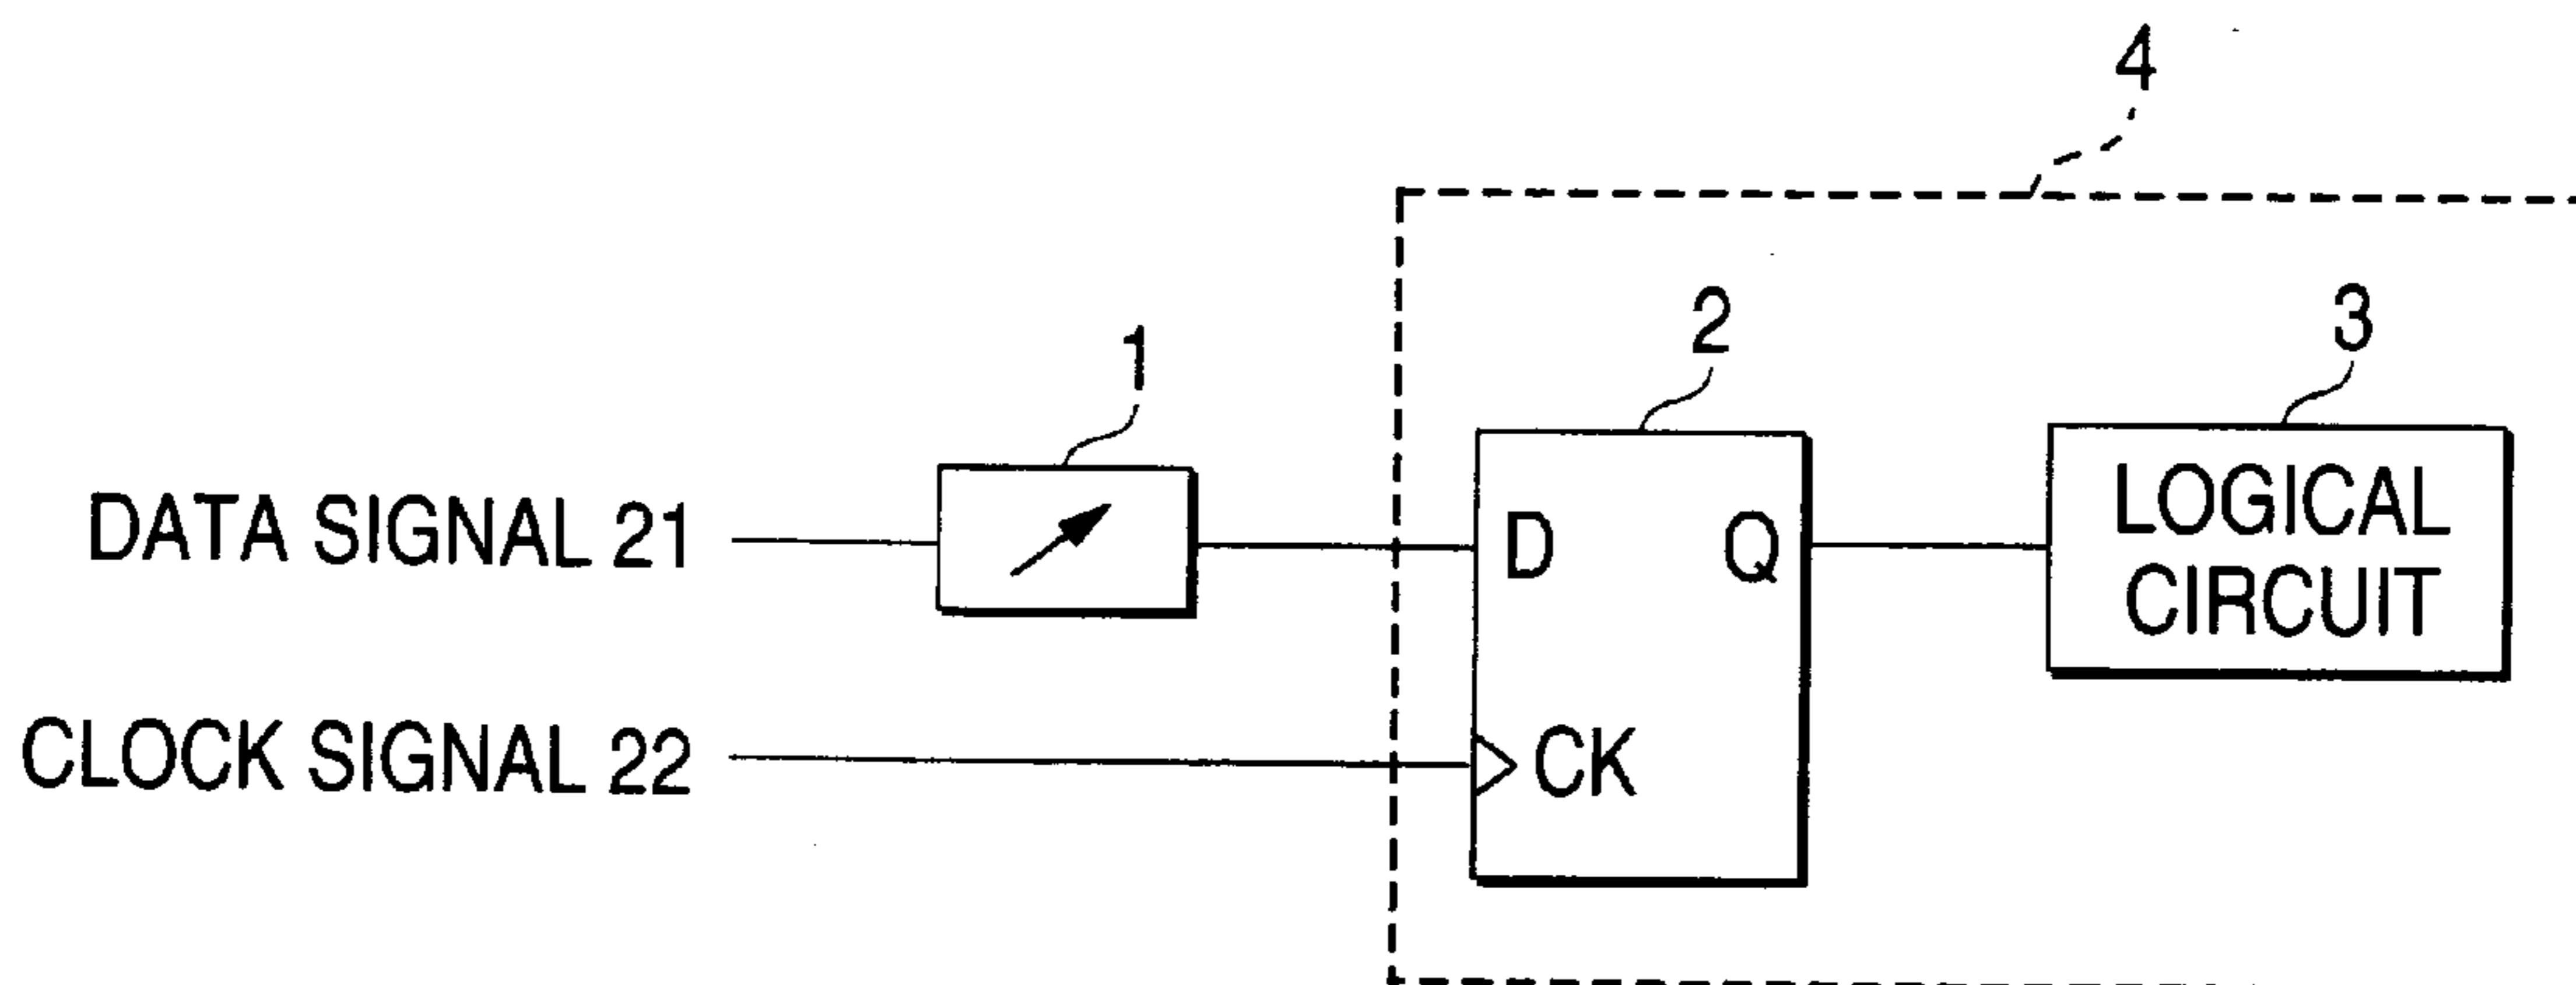 4
2
3
1
DATA SIGNAL 21
D
Q
LOGICAL
CIRCUIT
CLOCK SIGNAL 22
CK